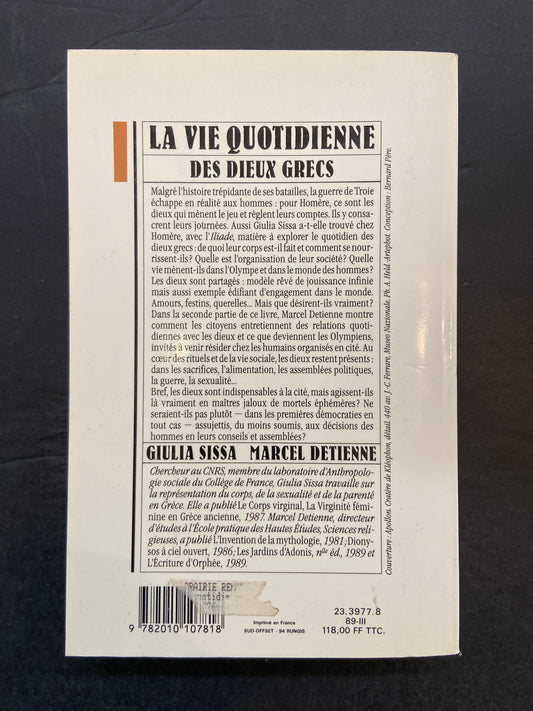 LA VIE QUOTIDIENNE
DES DIEUX GRECS
Malgré l'histoire trépidante de ses batailles, la guerre de Troie
échappe en réalité aux hommes : pour Homère, ce sont les
dieux qui mènent le jeu et règlent leurs comptes. Ils y consa-
crent leurs journées. Aussi Giulia Sissa a-t-elle trouvé chez
Homère, avec l'Iliade, matière à explorer le quotidien des
dieux grecs : de quoi leur corps est-il fait et comment se nour-
rissent-ils ? Quelle est l'organisation de leur société ? Quelle
vie mènent-ils dans l'Olympe et dans le monde des hommes ?
Les dieux sont partagés : modèle rêvé de jouissance infinie
mais aussi exemple édifiant d'engagement dans le monde.
Amours, festins, querelles... Mais que désirent-ils vraiment ?
Dans la seconde partie de ce livre, Marcel Detienne montre
comment les citoyens entretiennent des relations quoti-
diennes avec les dieux et ce que deviennent les Olympiens,
invités à venir résider chez les humains organisés en cité. Au
cœur des rituels et de la vie sociale, les dieux restent présents :
dans les sacrifices, l'alimentation, les assemblées politiques,
la guerre, la sexualité...
Bref, les dieux sont indispensables à la cité, mais agissent-ils
là vraiment en maîtres jaloux de mortels éphémères ? Ne
seraient-ils pas plutôt — dans les premières démocraties en
tout cas — assujettis, du moins soumis, aux décisions des
hommes en leurs conseils et assemblées ?
GIULIA SISSA MARCEL DETIENNE
Chercheur au CNRS, membre du laboratoire d'Anthropolo-
gie sociale du Collège de France, Giulia Sissa travaille sur
la représentation du corps, de la sexualité et de la parenté
en Grèce. Elle a publié Le Corps virginal, La Virginité fémi-
nine en Grèce ancienne, 1987. Marcel Detienne, directeur
d'études à l'École pratique des Hautes Études, Sciences reli-
gieuses, a publié L'Invention de la mythologie, 1981 ; Diony-
sos à ciel ouvert, 1986 ; Les Jardins d'Adonis, nlle éd., 1989 et
L'Écriture d'Orphée, 1989.
Couverture : Apollon. Cratère de Kléophon, détail. 440 av. J.-C. Ferrare, Museo Nazionale. Ph. A. Held. Artephot. Conception : Bernard Père.
9 782010 107818
Imprimé en France
SUD-OFFSET - 94 RUNGIS
23.3977.8
89-III
118,00 FF TTC.